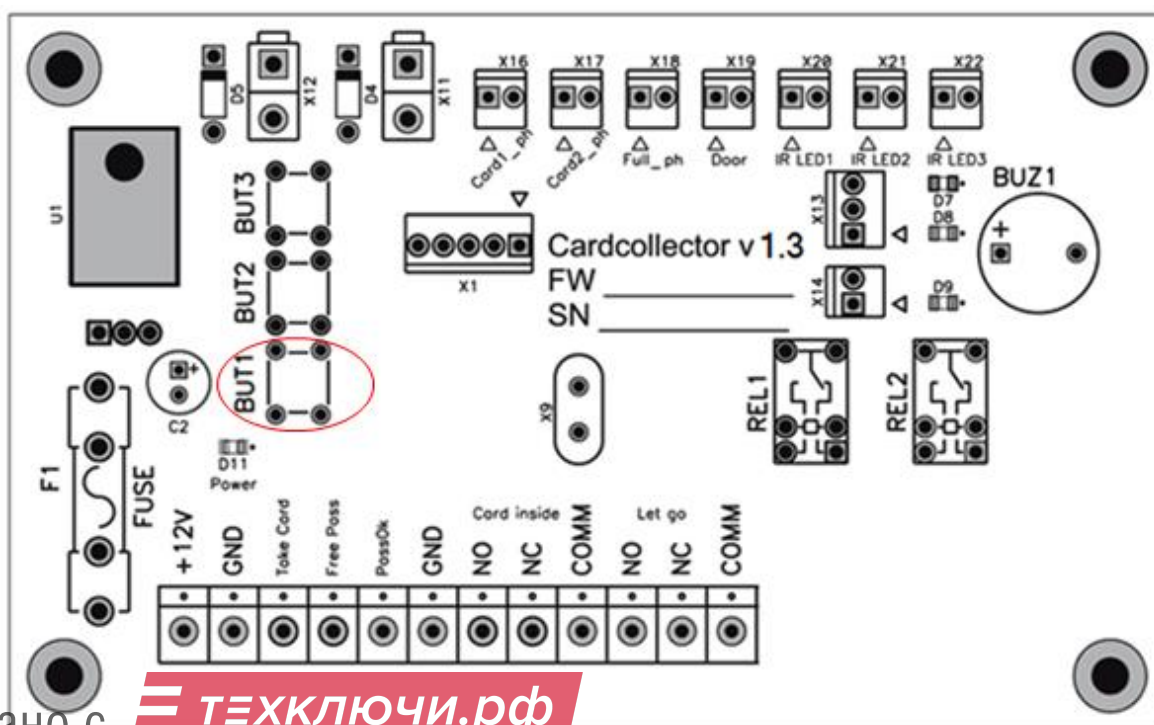 X16 X17 X18 X19 X20 X21 X22
D5 X12 D4 X11
Card1_ph Card2_ph Full_ph Door IR LED1 IR LED2 IR LED3
U1
BUT3
BUT2
BUT1
X1
Cardcollector v 1.3
FW
SN
X13
X14
D7
D8
D9
BUZ1
+
+
C2
X9
REL1
REL2
F1
FUSE
D11
Power
Card inside Let go
+12V GND Take Card Free Pass PassOk GND NO NC COMM NO NC COMM
ано с
ТΞХКЛЮЧИ.РФ